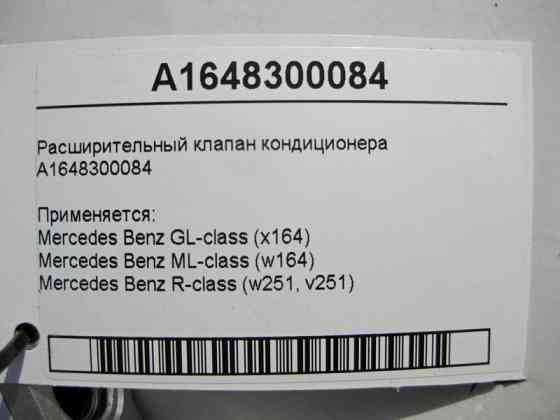 A1648300084
Расширительный клапан кондиционера
A1648300084
Применяется:
Mercedes Benz GL-class (x164)
Mercedes Benz ML-class (w164)
Mercedes Benz R-class (w251, v251)